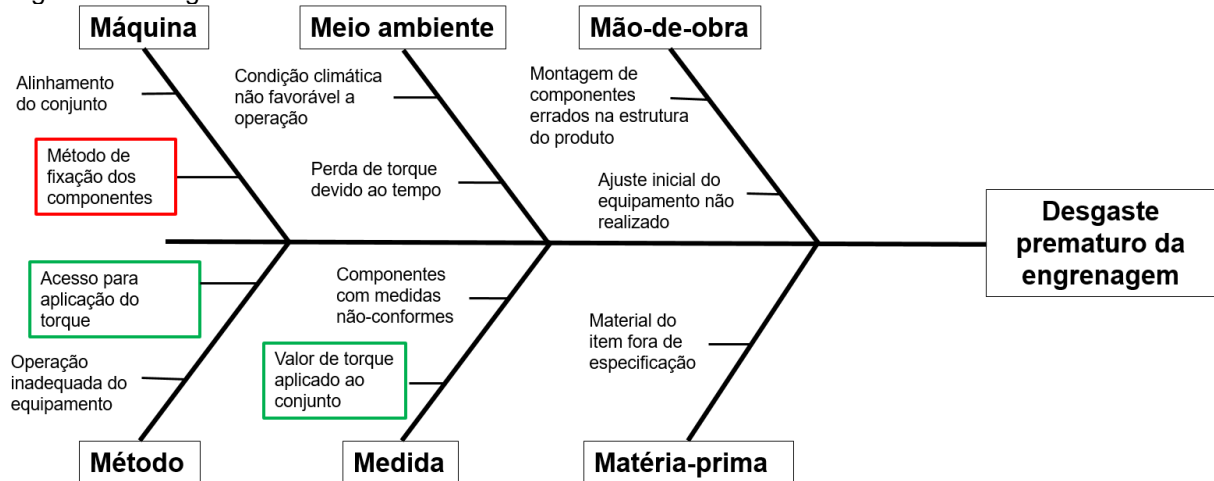 Máquina
Meio ambiente
Mão-de-obra
Alinhamento
do conjunto
Condição climática
não favorável a
operação
Montagem de
componentes
errados na estrutura
do produto
Método de
fixação dos
componentes
Perda de torque
devido ao tempo
Ajuste inicial do
equipamento não
realizado
Desgaste
prematuro da
engrenagem
Acesso para
aplicação do
torque
Componentes
com medidas
não-conformes
Material do
item fora de
especificação
Operação
inadequada do
equipamento
Valor de torque
aplicado ao
conjunto
Método
Medida
Matéria-prima